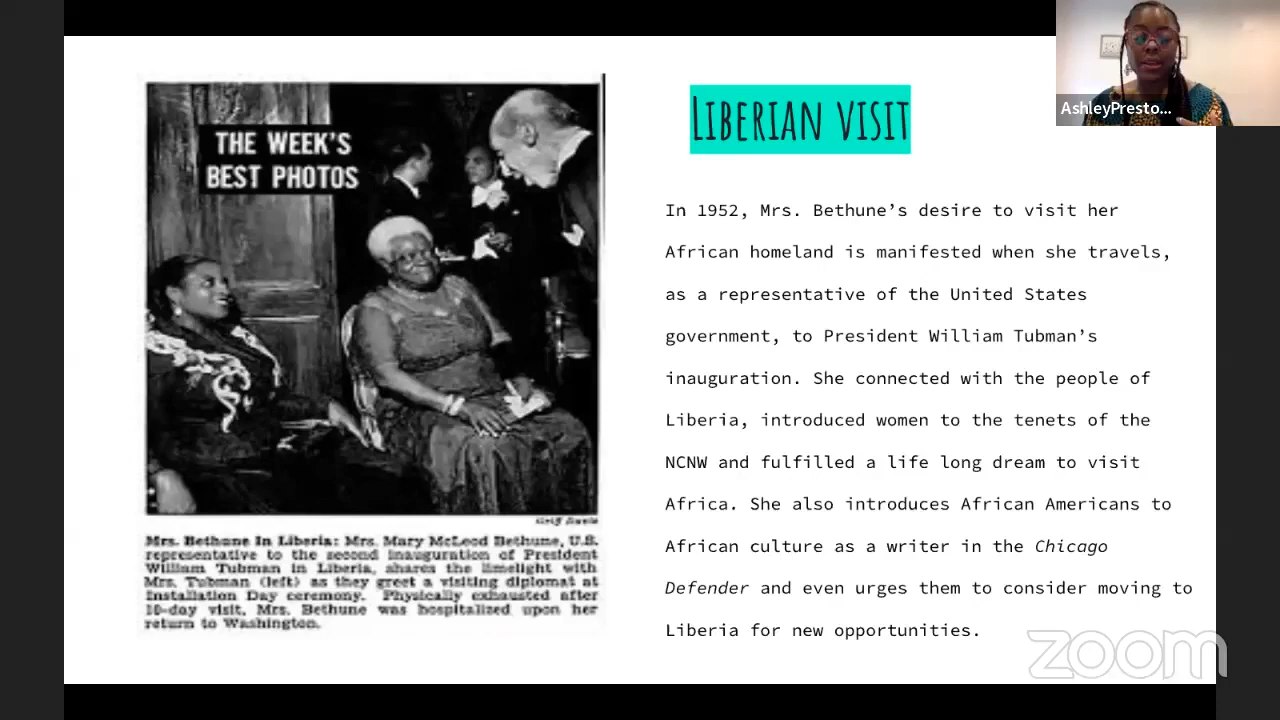 THE WEEK'S
BEST PHOTOS
Mrs. Bethune In Liberia: Mrs. Mary McLeod Bethune, U.S.
representative to the second inauguration of President
William Tubman in Liberia, shares the limelight with
Mrs. Tubman (left) as they greet a visiting diplomat at
Installation Day ceremony. Physically exhausted after
10-day visit, Mrs. Bethune was hospitalized upon her
return to Washington.
LIBERIAN VISIT
In 1952, Mrs. Bethune’s desire to visit her
African homeland is manifested when she travels,
as a representative of the United States
government, to President William Tubman’s
inauguration. She connected with the people of
Liberia, introduced women to the tenets of the
NCNW and fulfilled a life long dream to visit
Africa. She also introduces African Americans to
African culture as a writer in the Chicago
Defender and even urges them to consider moving to
Liberia for new opportunities.
AshleyPresto...
zoom